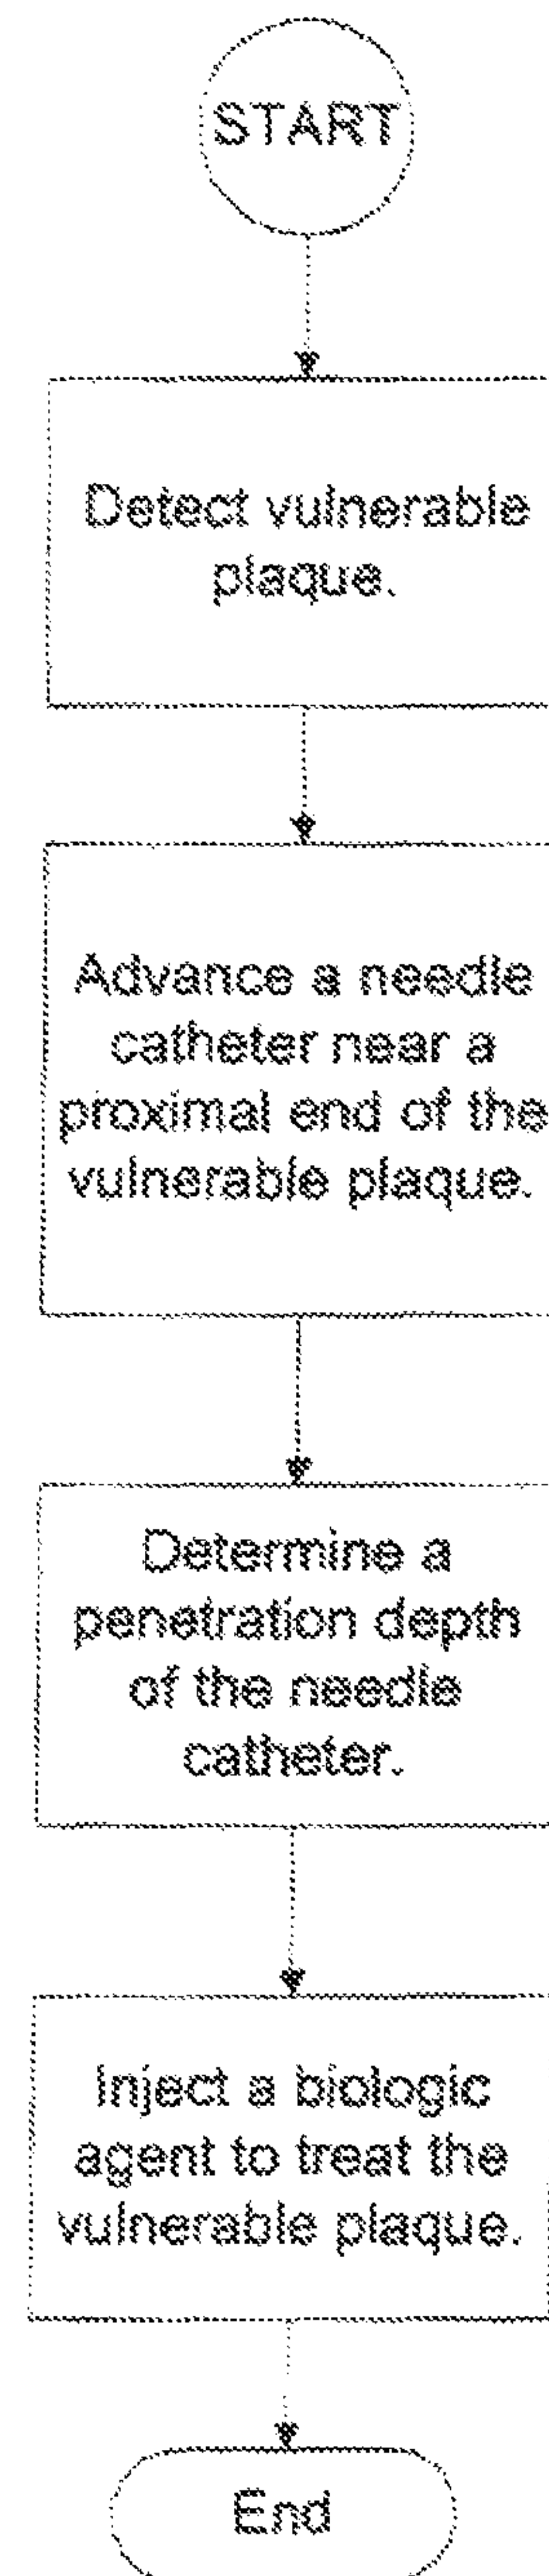 START
Detect vulnerable
plaque.
Advance a needle
catheter near a
proximal end of the
vulnerable plaque.
Determine a
penetration depth
of the needle
catheter.
Inject a biologic
agent to treat the
vulnerable plaque.
End